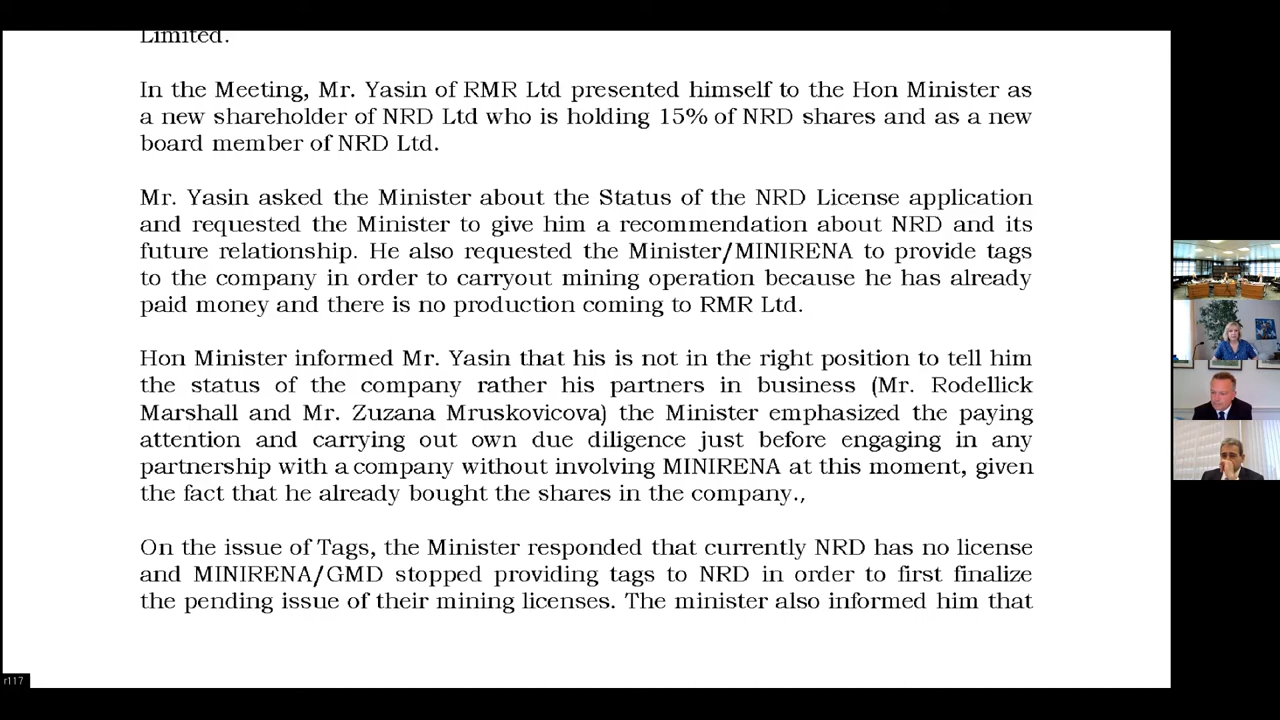 Limited.
In the Meeting, Mr. Yasin of RMR Ltd presented himself to the Hon Minister as
a new shareholder of NRD Ltd who is holding 15% of NRD shares and as a new
board member of NRD Ltd.
Mr. Yasin asked the Minister about the Status of the NRD License application
and requested the Minister to give him a recommendation about NRD and its
future relationship. He also requested the Minister/MINIRENA to provide tags
to the company in order to carryout mining operation because he has already
paid money and there is no production coming to RMR Ltd.
Hon Minister informed Mr. Yasin that his is not in the right position to tell him
the status of the company rather his partners in business (Mr. Rodellick
Marshall and Mr. Zuzana Mruskovicova) the Minister emphasized the paying
attention and carrying out own due diligence just before engaging in any
partnership with a company without involving MINIRENA at this moment, given
the fact that he already bought the shares in the company.,
On the issue of Tags, the Minister responded that currently NRD has no license
and MINIRENA/GMD stopped providing tags to NRD in order to first finalize
the pending issue of their mining licenses. The minister also informed him that
r117